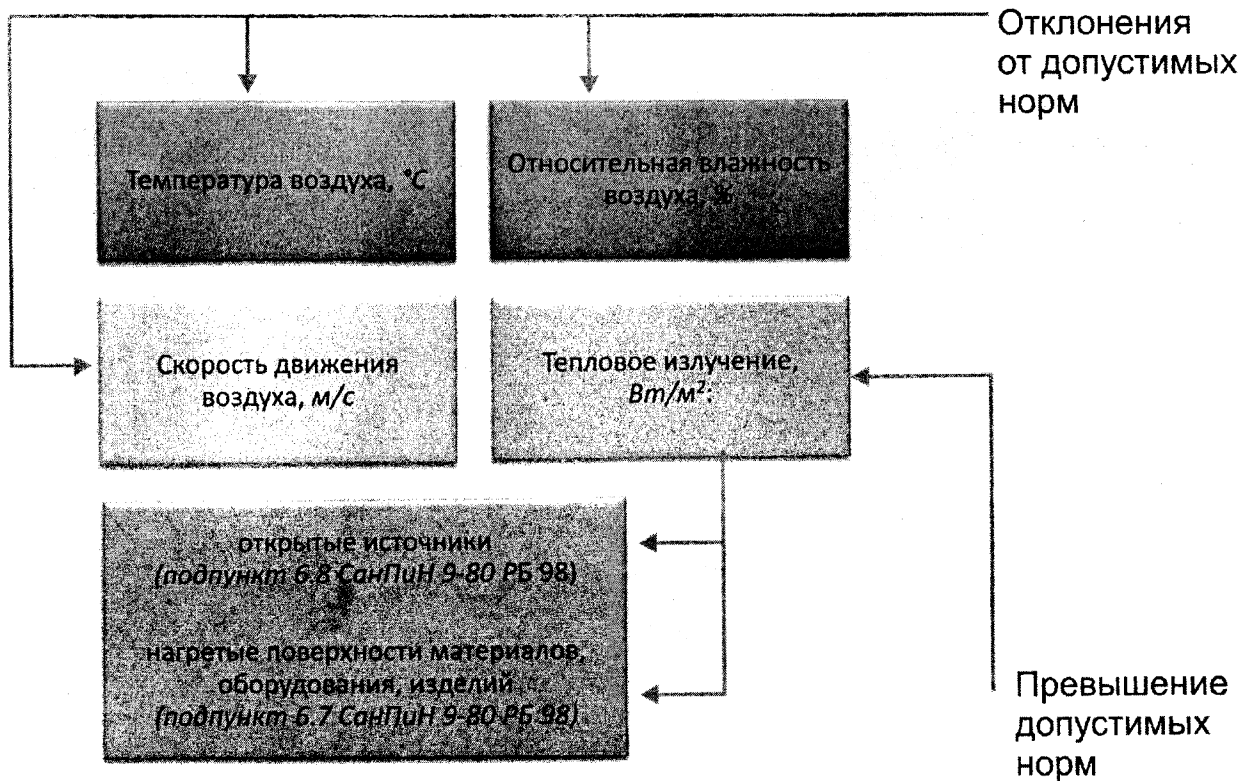 Отклонения
от допустимых
норм
Температура воздуха, °С
Относительная влажность
воздуха, %
Скорость движения
воздуха, м/с
Тепловое излучение,
Вт/м²:
открытые источники
(подпункт 6.8 СанПиН 9-80 РБ 98)
нагретые поверхности материалов,
оборудования, изделий
(подпункт 6.7 СанПиН 9-80 РБ 98)
Превышение
допустимых
норм